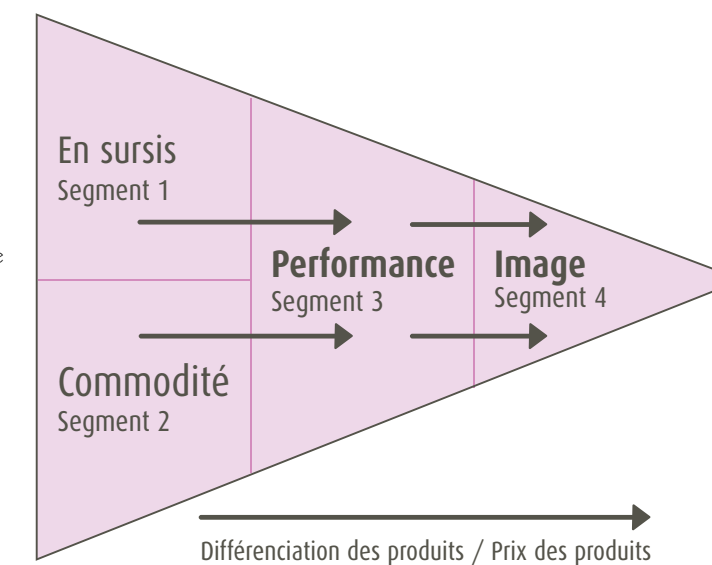 En sursis
Segment 1
Performance
Segment 3
Image
Segment 4
Commodité
Segment 2
Différenciation des produits / Prix des produits